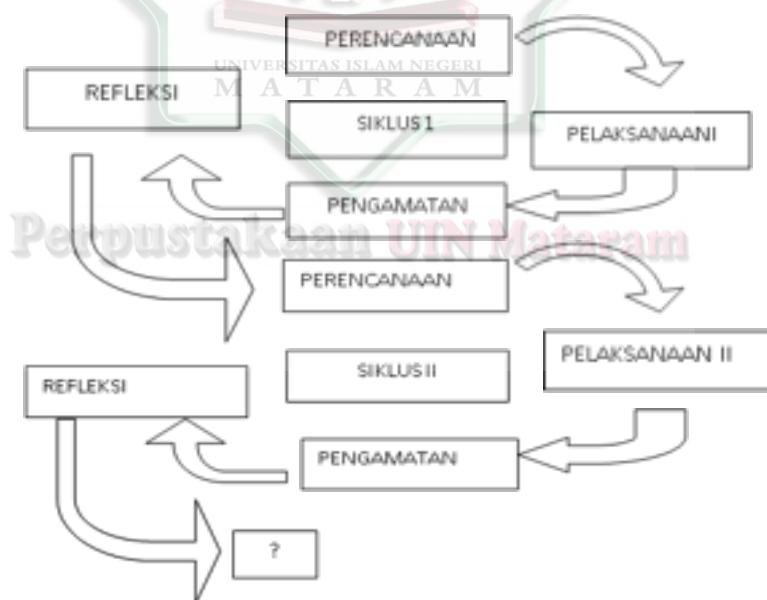 PERENCANAAN
UNIVERSITAS ISLAM NEGERI
MATARAM
REFLEKSI
SIKLUS 1
PELAKSANAANI
PENGAMATAN
Perpustakaan UIN Mataram
PERENCANAAN
PELAKSANAAN II
SIKLUS II
REFLEKSI
PENGAMATAN
?